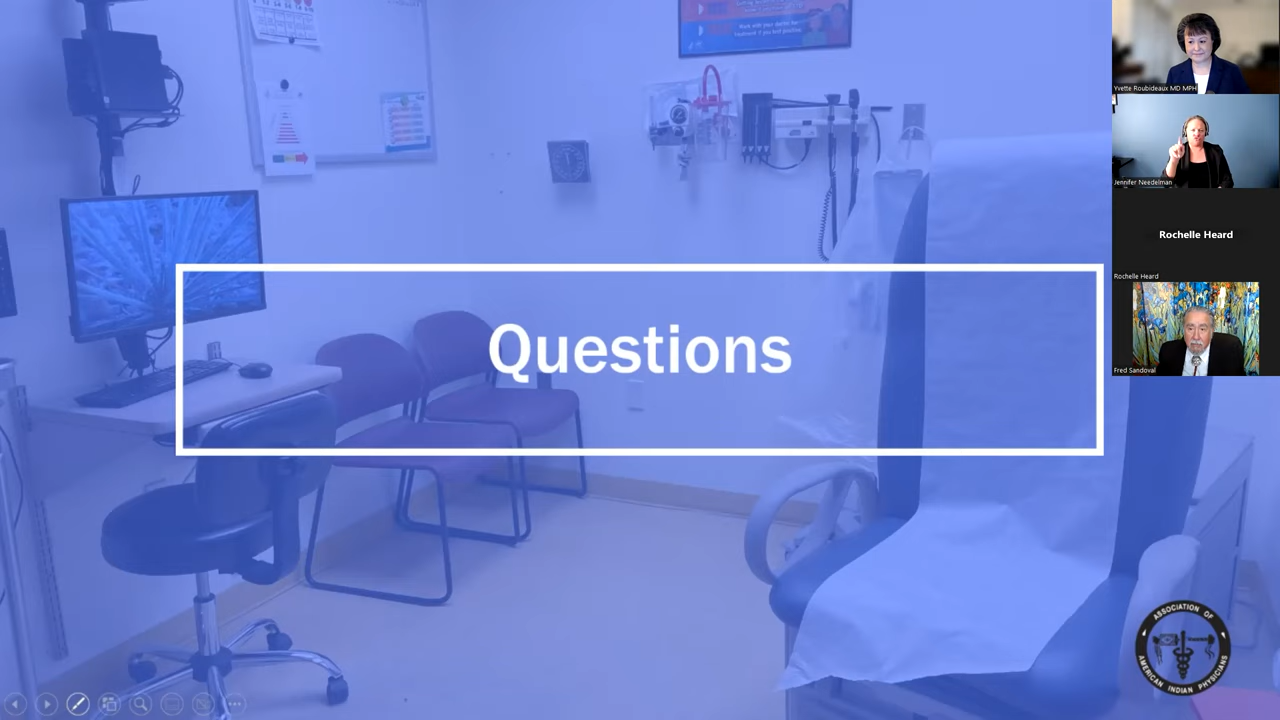 Questions
Yvette Roubideaux MD MPH
Jennifer Needelman
Rochelle Heard
Rochelle Heard
Fred Sandoval
ASSOCIATION OF
AMERICAN INDIAN PHYSICIANS